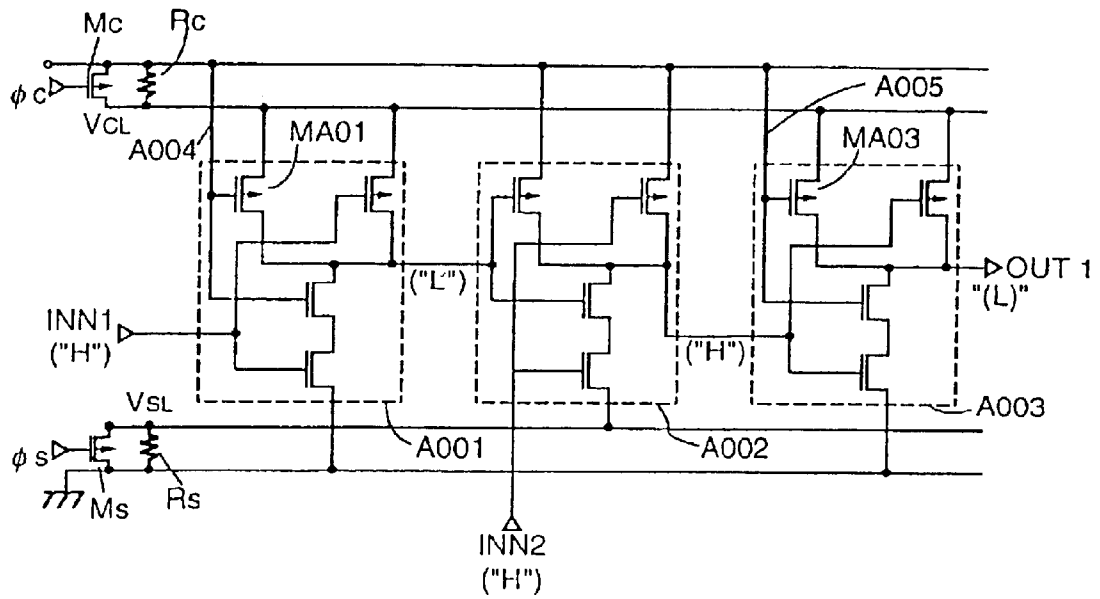 Mc
Rc
φC
VCL
A004
MA01
A005
MA03
("L")
OUT 1
"(L)"
INN1
("H")
("H")
VSL
A001
A002
A003
φS
Ms
Rs
INN2
("H")